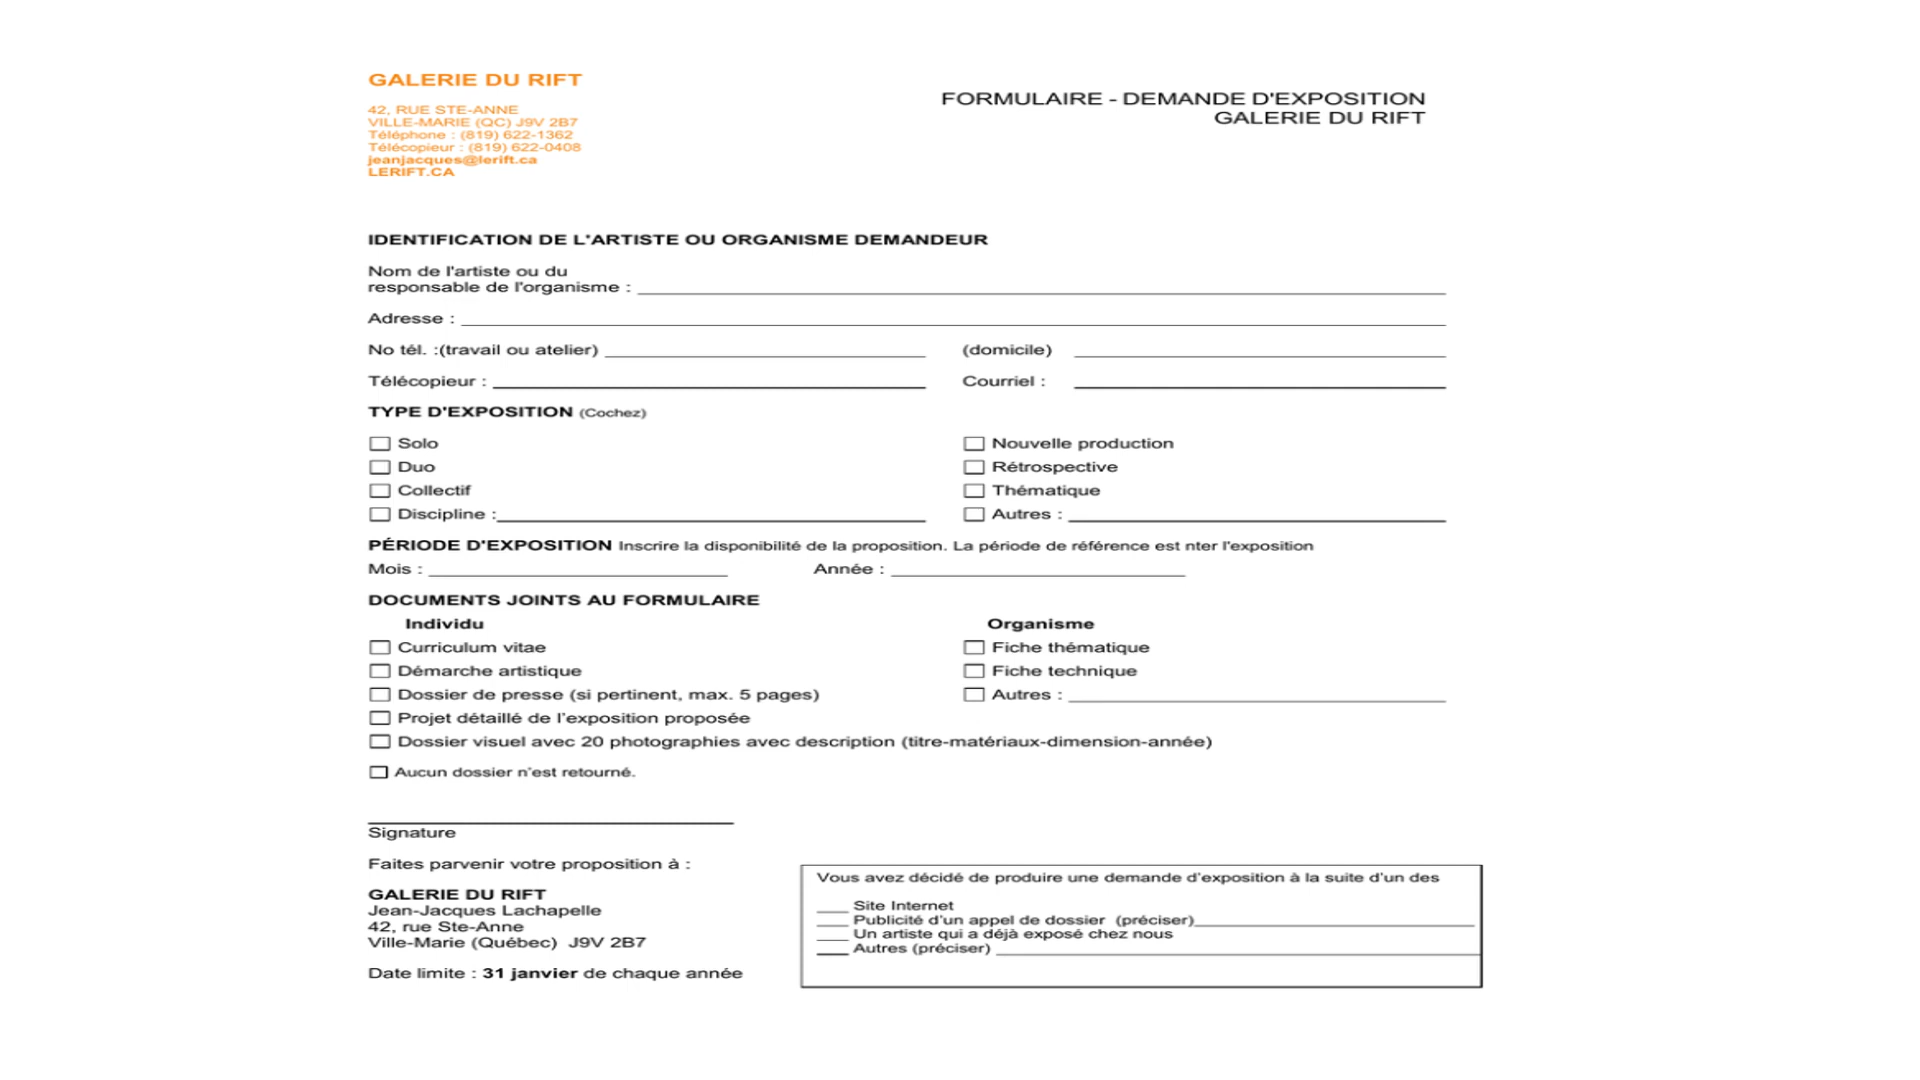 GALERIE DU RIFT
42, RUE STE-ANNE
VILLE-MARIE (QC) J9V 2B7
Téléphone : (819) 622-1362
Télécopieur : (819) 622-0408
jeanjacques@lerift.ca
LERIFT.CA
FORMULAIRE - DEMANDE D'EXPOSITION
GALERIE DU RIFT
IDENTIFICATION DE L'ARTISTE OU ORGANISME DEMANDEUR
Nom de l'artiste ou du
responsable de l'organisme :
Adresse :
No tél. :(travail ou atelier) (domicile)
Télécopieur : Courriel :
TYPE D'EXPOSITION (Cochez)
Solo Nouvelle production
Duo Rétrospective
Collectif Thématique
Discipline : Autres :
PÉRIODE D'EXPOSITION Inscrire la disponibilité de la proposition. La période de référence est nter l'exposition
Mois : Année :
DOCUMENTS JOINTS AU FORMULAIRE
Individu Organisme
Curriculum vitae Fiche thématique
Démarche artistique Fiche technique
Dossier de presse (si pertinent, max. 5 pages) Autres :
Projet détaillé de l'exposition proposée
Dossier visuel avec 20 photographies avec description (titre-matériaux-dimension-année)
Aucun dossier n'est retourné.
Signature
Faites parvenir votre proposition à :
GALERIE DU RIFT
Jean-Jacques Lachapelle
42, rue Ste-Anne
Ville-Marie (Québec) J9V 2B7
Date limite : 31 janvier de chaque année
Vous avez décidé de produire une demande d'exposition à la suite d'un des
Site Internet
Publicité d'un appel de dossier (préciser)
Un artiste qui a déjà exposé chez nous
Autres (préciser)